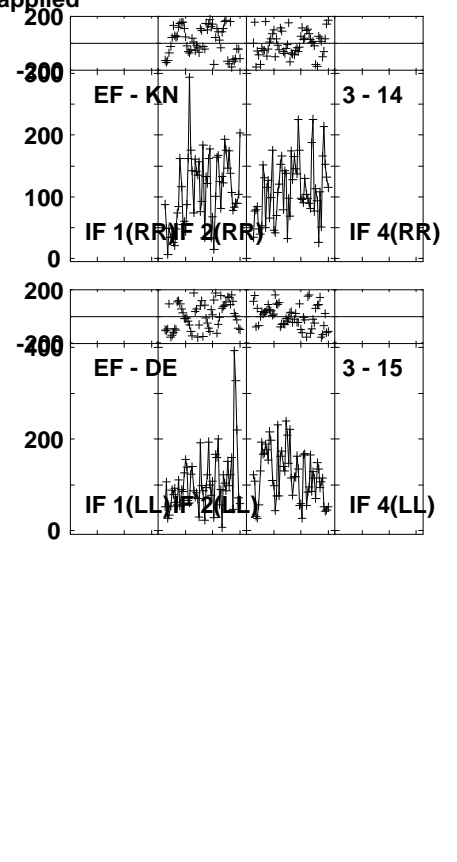 applied
200
-200
300
EF - KN 3 - 14
200
100
IF 1(RR) IF 2(RR) IF 4(RR)
0
200
-200
400
EF - DE 3 - 15
200
IF 1(LL) IF 2(LL) IF 4(LL)
0